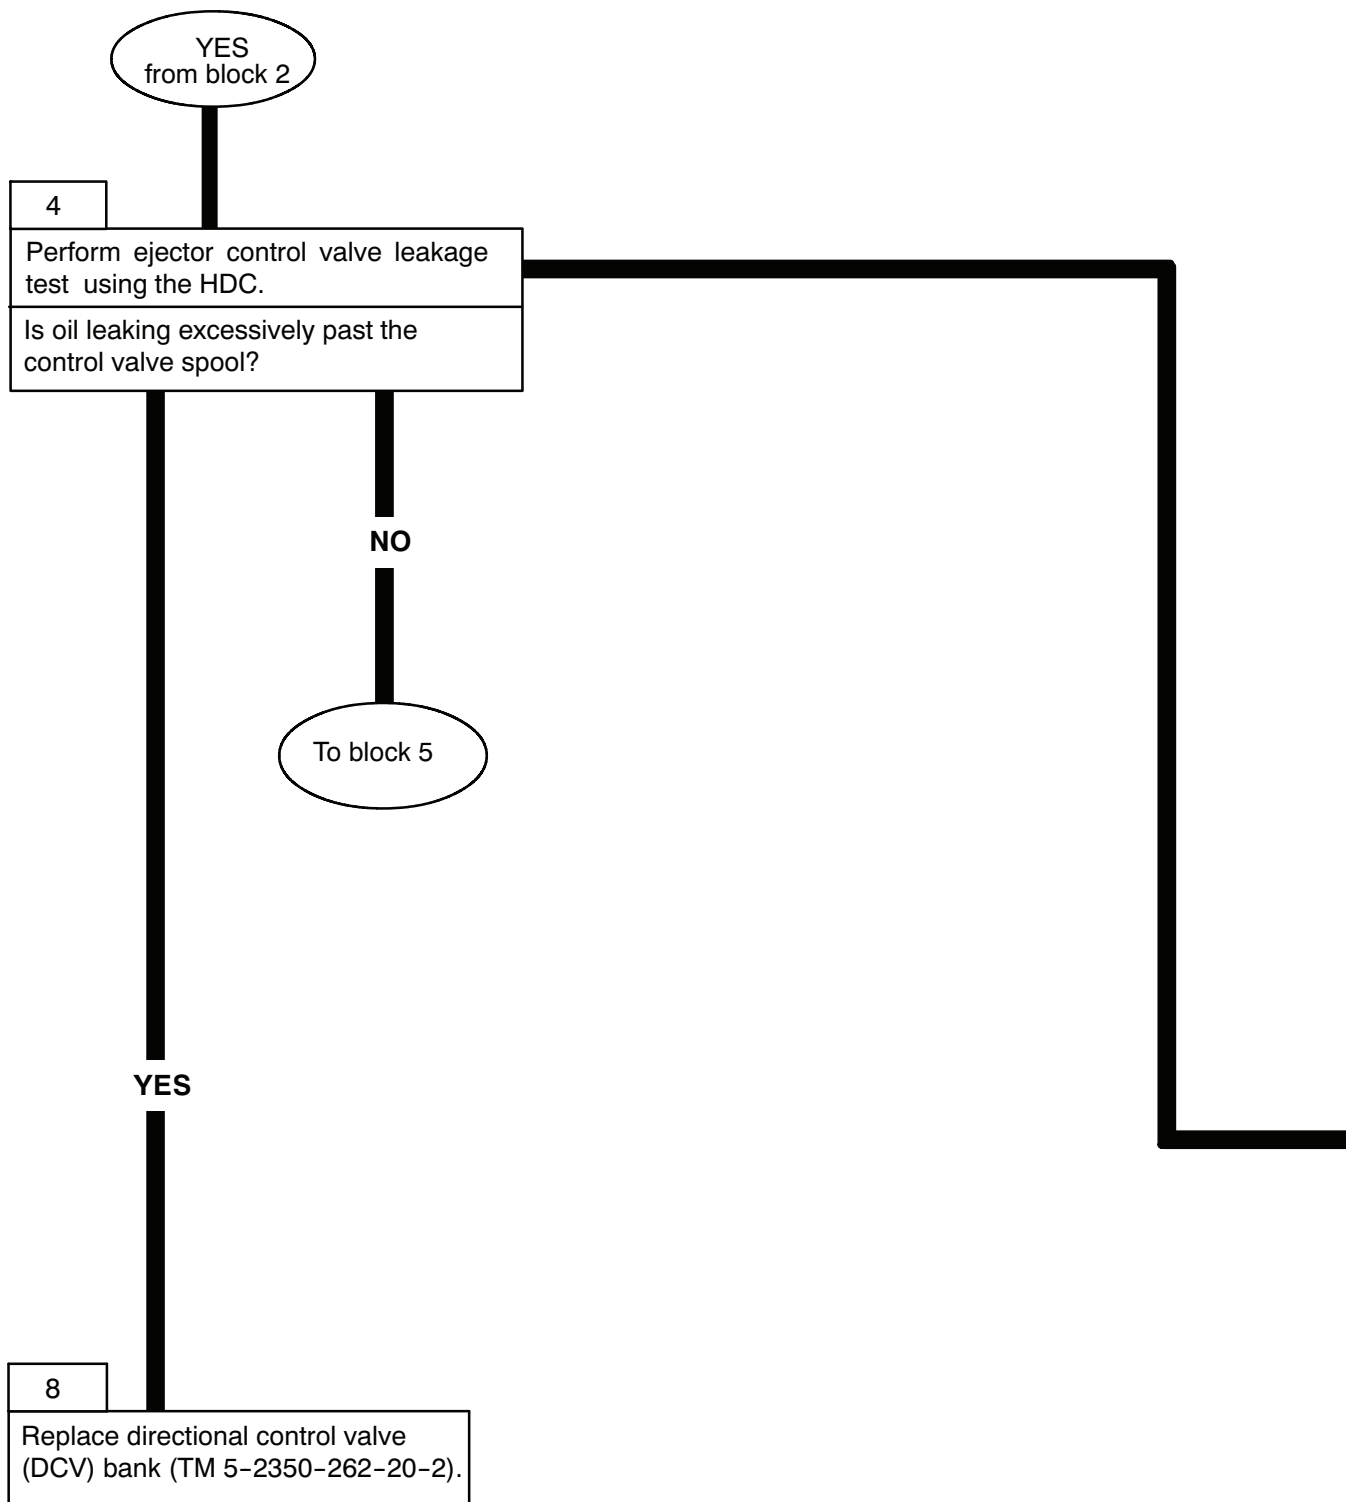 YES
from block 2
4
Perform ejector control valve leakage
test using the HDC.
Is oil leaking excessively past the
control valve spool?
NO
To block 5
YES
8
Replace directional control valve
(DCV) bank (TM 5-2350-262-20-2).